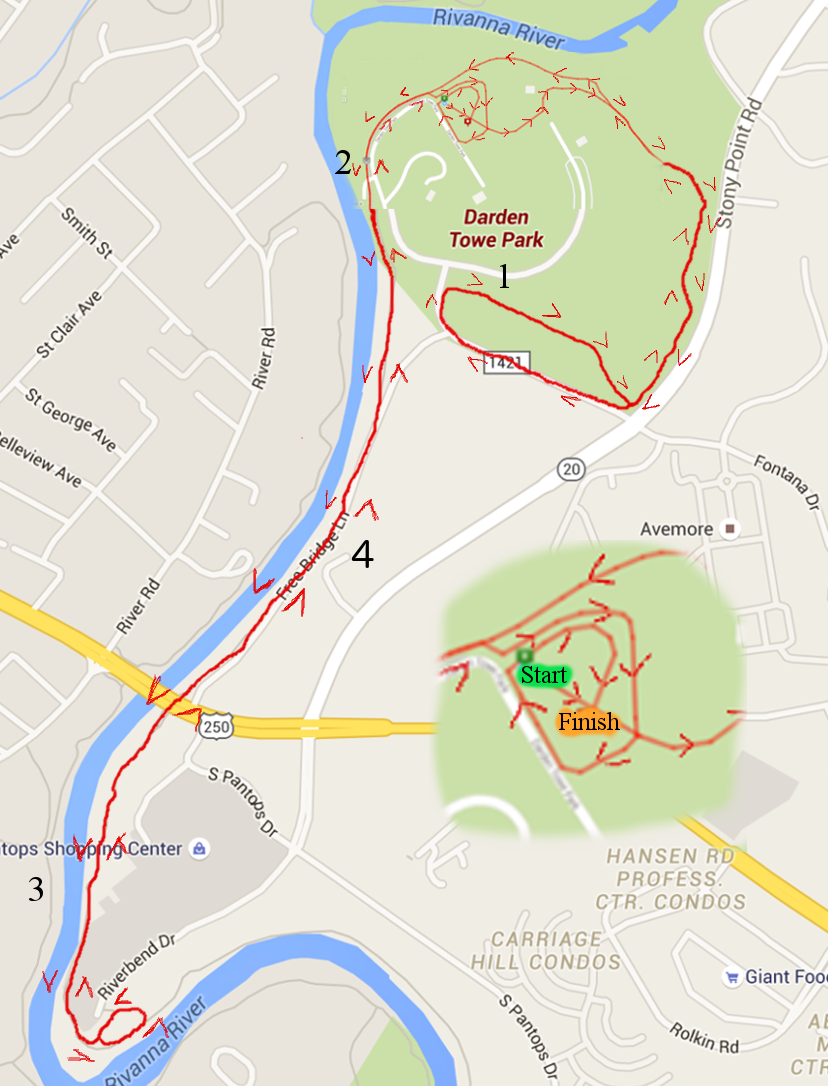 Rivanna River
Stony Point Rd
2
Smith St
Ave
Darden
Towe Park
1
St Clair Ave
River Rd
1421
St George Ave
Belleview Ave
20
Fontana Dr
Avemore
4
Free Bridge Ln
River Rd
Start
Finish
250
S Pantops Dr
ntops Shopping Center
3
HANSEN RD
PROFESS.
CTR. CONDOS
CARRIAGE
HILL CONDOS
Riverbend Dr
Giant Food
S Pantops Dr
Rivanna River
Rolkin Rd
CTR